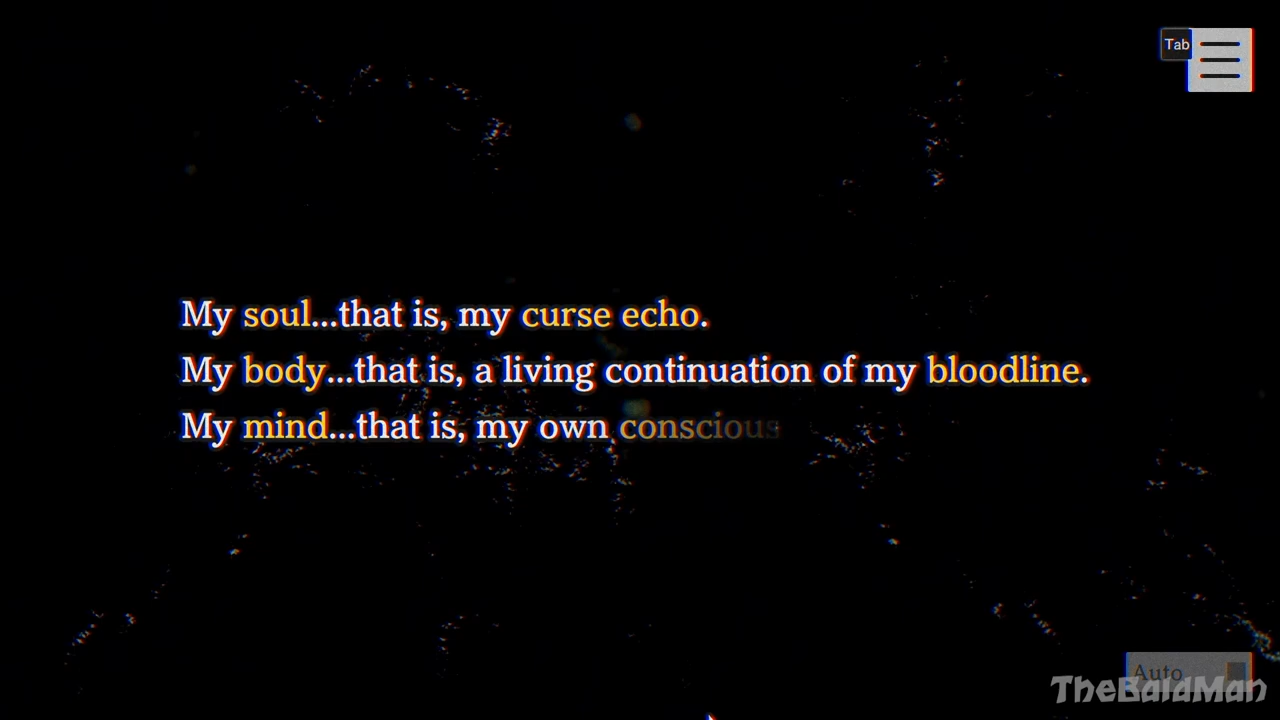 Tab
My soul...that is, my curse echo.
My body...that is, a living continuation of my bloodline.
My mind...that is, my own conscious
Auto
TheBaldMan